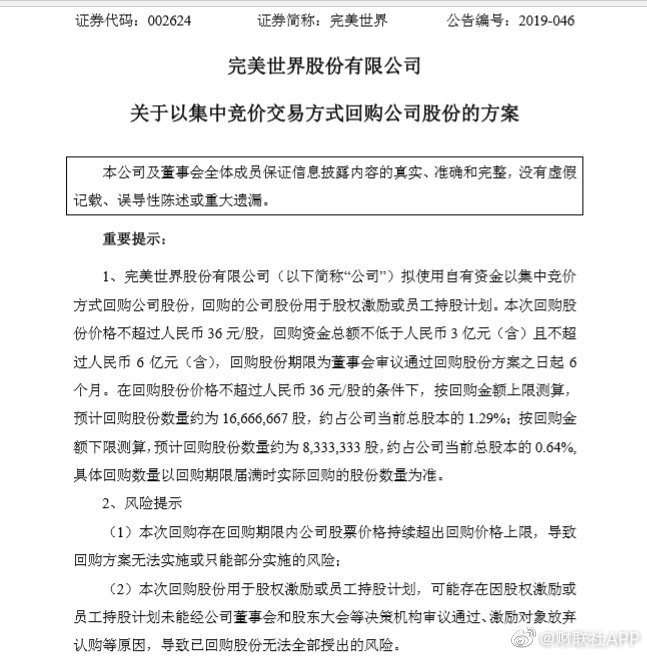 证券代码：002624 证券简称：完美世界 公告编号：2019-046
完美世界股份有限公司
关于以集中竞价交易方式回购公司股份的方案
本公司及董事会全体成员保证信息披露内容的真实、准确和完整，没有虚假
记载、误导性陈述或重大遗漏。
重要提示：
1、完美世界股份有限公司（以下简称“公司”）拟使用自有资金以集中竞价
方式回购公司股份，回购的公司股份用于股权激励或员工持股计划。本次回购股
份价格不超过人民币 36 元/股，回购资金总额不低于人民币 3 亿元（含）且不超
过人民币 6 亿元（含），回购股份期限为董事会审议通过回购股份方案之日起 6
个月。在回购股份价格不超过人民币 36 元/股的条件下，按回购金额上限测算，
预计回购股份数量约为 16,666,667 股，约占公司当前总股本的 1.29%；按回购金
额下限测算，预计回购股份数量约为 8,333,333 股，约占公司当前总股本的 0.64%,
具体回购数量以回购期限届满时实际回购的股份数量为准。
2、风险提示
（1）本次回购存在回购期限内公司股票价格持续超出回购价格上限，导致
回购方案无法实施或只能部分实施的风险；
（2）本次回购股份用于股权激励或员工持股计划，可能存在因股权激励或
员工持股计划未能经公司董事会和股东大会等决策机构审议通过、激励对象放弃
认购等原因，导致已回购股份无法全部授出的风险。
@财联社APP